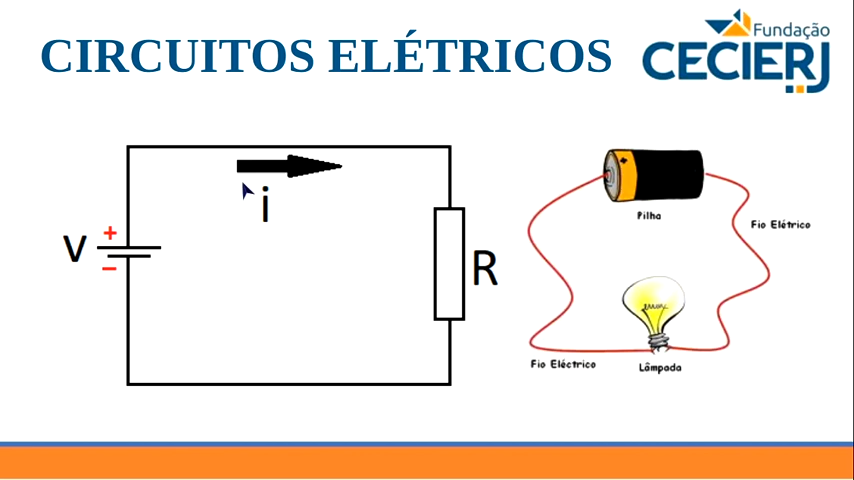 CIRCUITOS ELÉTRICOS
Fundação
CECIERJ
i
V
+
−
R
+
Pilha
Fio Elétrico
Fio Eléctrico
Lâmpada